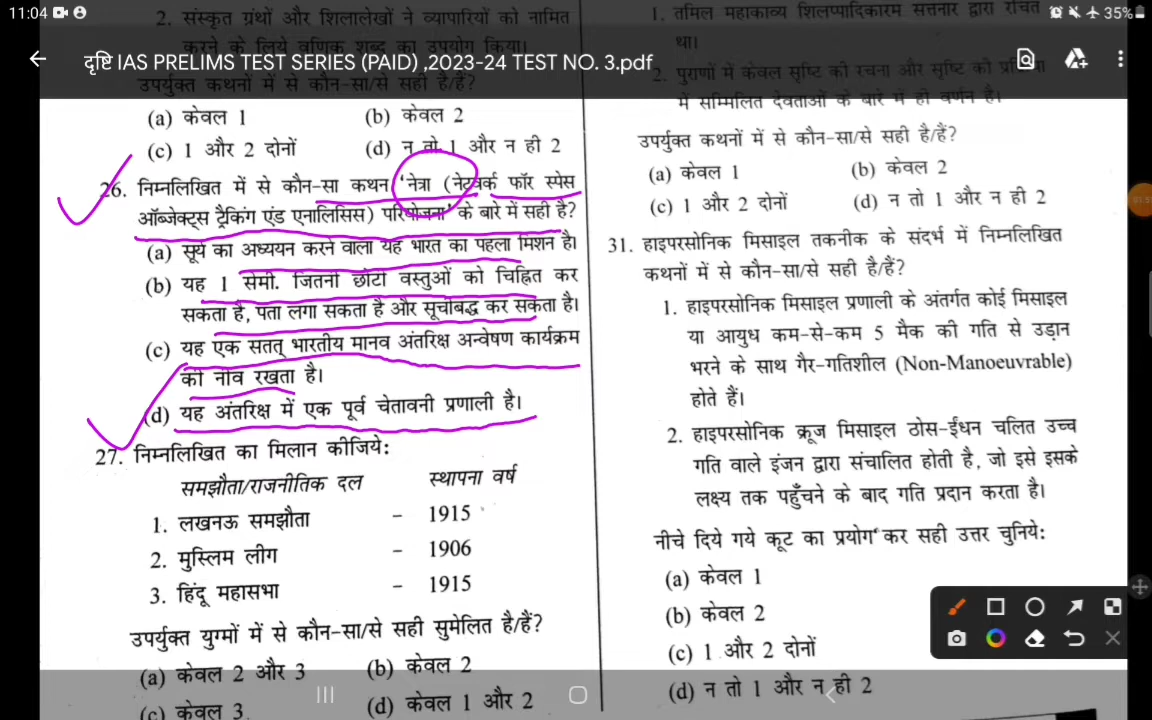 11:04
35%
दृष्टि IAS PRELIMS TEST SERIES (PAID) ,2023-24 TEST NO. 3.pdf
2. संस्कृत ग्रंथों और शिलालेखों ने व्यापारियों को नामित
करने के लिये वणिक शब्द का उपयोग किया।
उपर्युक्त कथनों में से कौन-सा/से सही है/हैं?
(a) केवल 1 (b) केवल 2
(c) 1 और 2 दोनों (d) न तो 1 और न ही 2
26. निम्नलिखित में से कौन-सा कथन 'नेत्रा (नेटवर्क फॉर स्पेस
ऑब्जेक्ट्स ट्रैकिंग एंड एनालिसिस) परियोजना' के बारे में सही है?
(a) सूर्य का अध्ययन करने वाला यह भारत का पहला मिशन है।
(b) यह 1 सेमी. जितनी छोटी वस्तुओं को चिह्नित कर
सकता है, पता लगा सकता है और सूचीबद्ध कर सकता है।
(c) यह एक सतत् भारतीय मानव अंतरिक्ष अन्वेषण कार्यक्रम
की नींव रखता है।
(d) यह अंतरिक्ष में एक पूर्व चेतावनी प्रणाली है।
27. निम्नलिखित का मिलान कीजिये:
समझौता/राजनीतिक दल स्थापना वर्ष
1. लखनऊ समझौता – 1915
2. मुस्लिम लीग – 1906
3. हिंदू महासभा – 1915
उपर्युक्त युग्मों में से कौन-सा/से सही सुमेलित है/हैं?
(a) केवल 2 और 3 (b) केवल 2
(c) केवल 3 (d) केवल 1 और 2
1. तमिल महाकाव्य शिलप्पादिकारम सत्तनार द्वारा रचित
था।
2. पुराणों में केवल सृष्टि की रचना और सृष्टि की
में सम्मिलित देवताओं के बारे में ही वर्णन है।
उपर्युक्त कथनों में से कौन-सा/से सही है/हैं?
(a) केवल 1 (b) केवल 2
(c) 1 और 2 दोनों (d) न तो 1 और न ही 2
31. हाइपरसोनिक मिसाइल तकनीक के संदर्भ में निम्नलिखित
कथनों में से कौन-सा/से सही है/हैं?
1. हाइपरसोनिक मिसाइल प्रणाली के अंतर्गत कोई मिसाइल
या आयुध कम-से-कम 5 मैक की गति से उड़ान
भरने के साथ गैर-गतिशील (Non-Manoeuvrable)
होते हैं।
2. हाइपरसोनिक क्रूज मिसाइल ठोस-ईंधन चलित उच्च
गति वाले इंजन द्वारा संचालित होती है, जो इसे इसके
लक्ष्य तक पहुँचने के बाद गति प्रदान करता है।
नीचे दिये गये कूट का प्रयोग कर सही उत्तर चुनिये:
(a) केवल 1
(b) केवल 2
(c) 1 और 2 दोनों
(d) न तो 1 और न ही 2